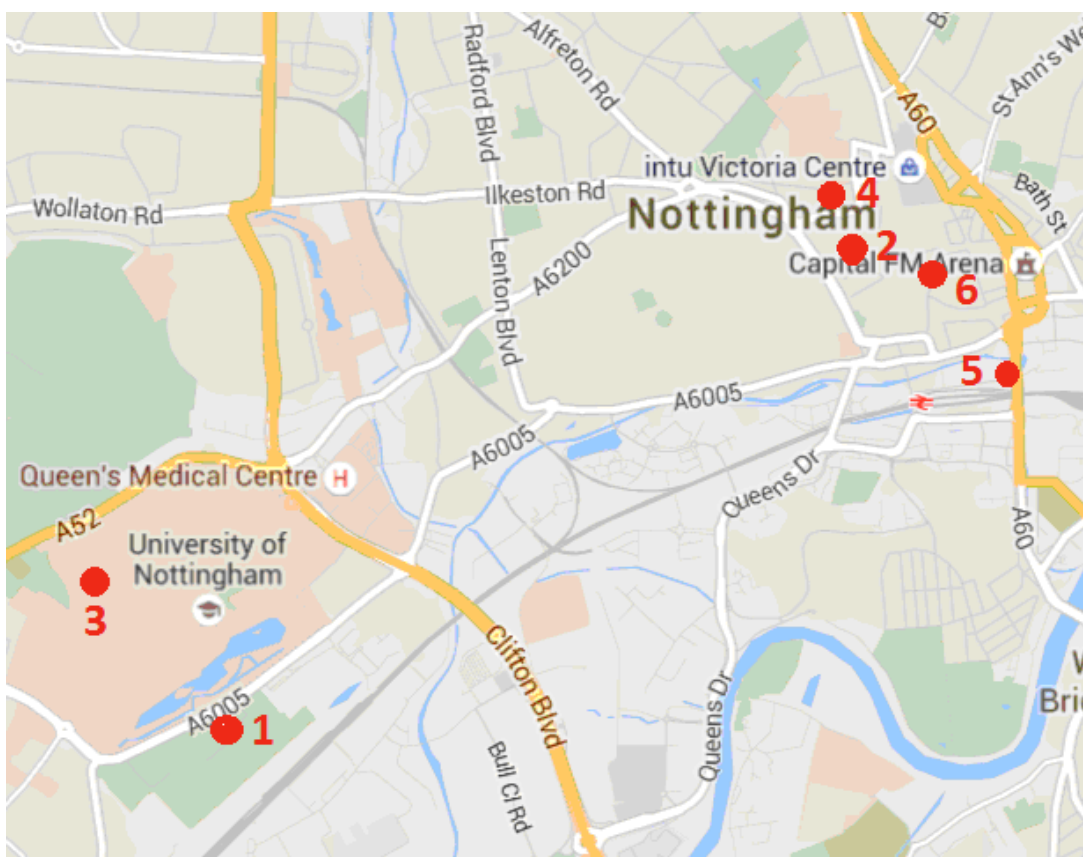 Radford Blvd
Alfreton Rd
A60
St Ann's We
intu Victoria Centre
Bath St
Ilkeston Rd
Wollaton Rd
4
Nottingham
2
Capital FM Arena
6
Lenton Blvd
A6200
5
A6005
A6005
Queen's Medical Centre
H
Queens Dr
A52
University of
Nottingham
A60
3
Clifton Blvd
A6005
1
Queens Dr
Bull Cl Rd
W
Brid